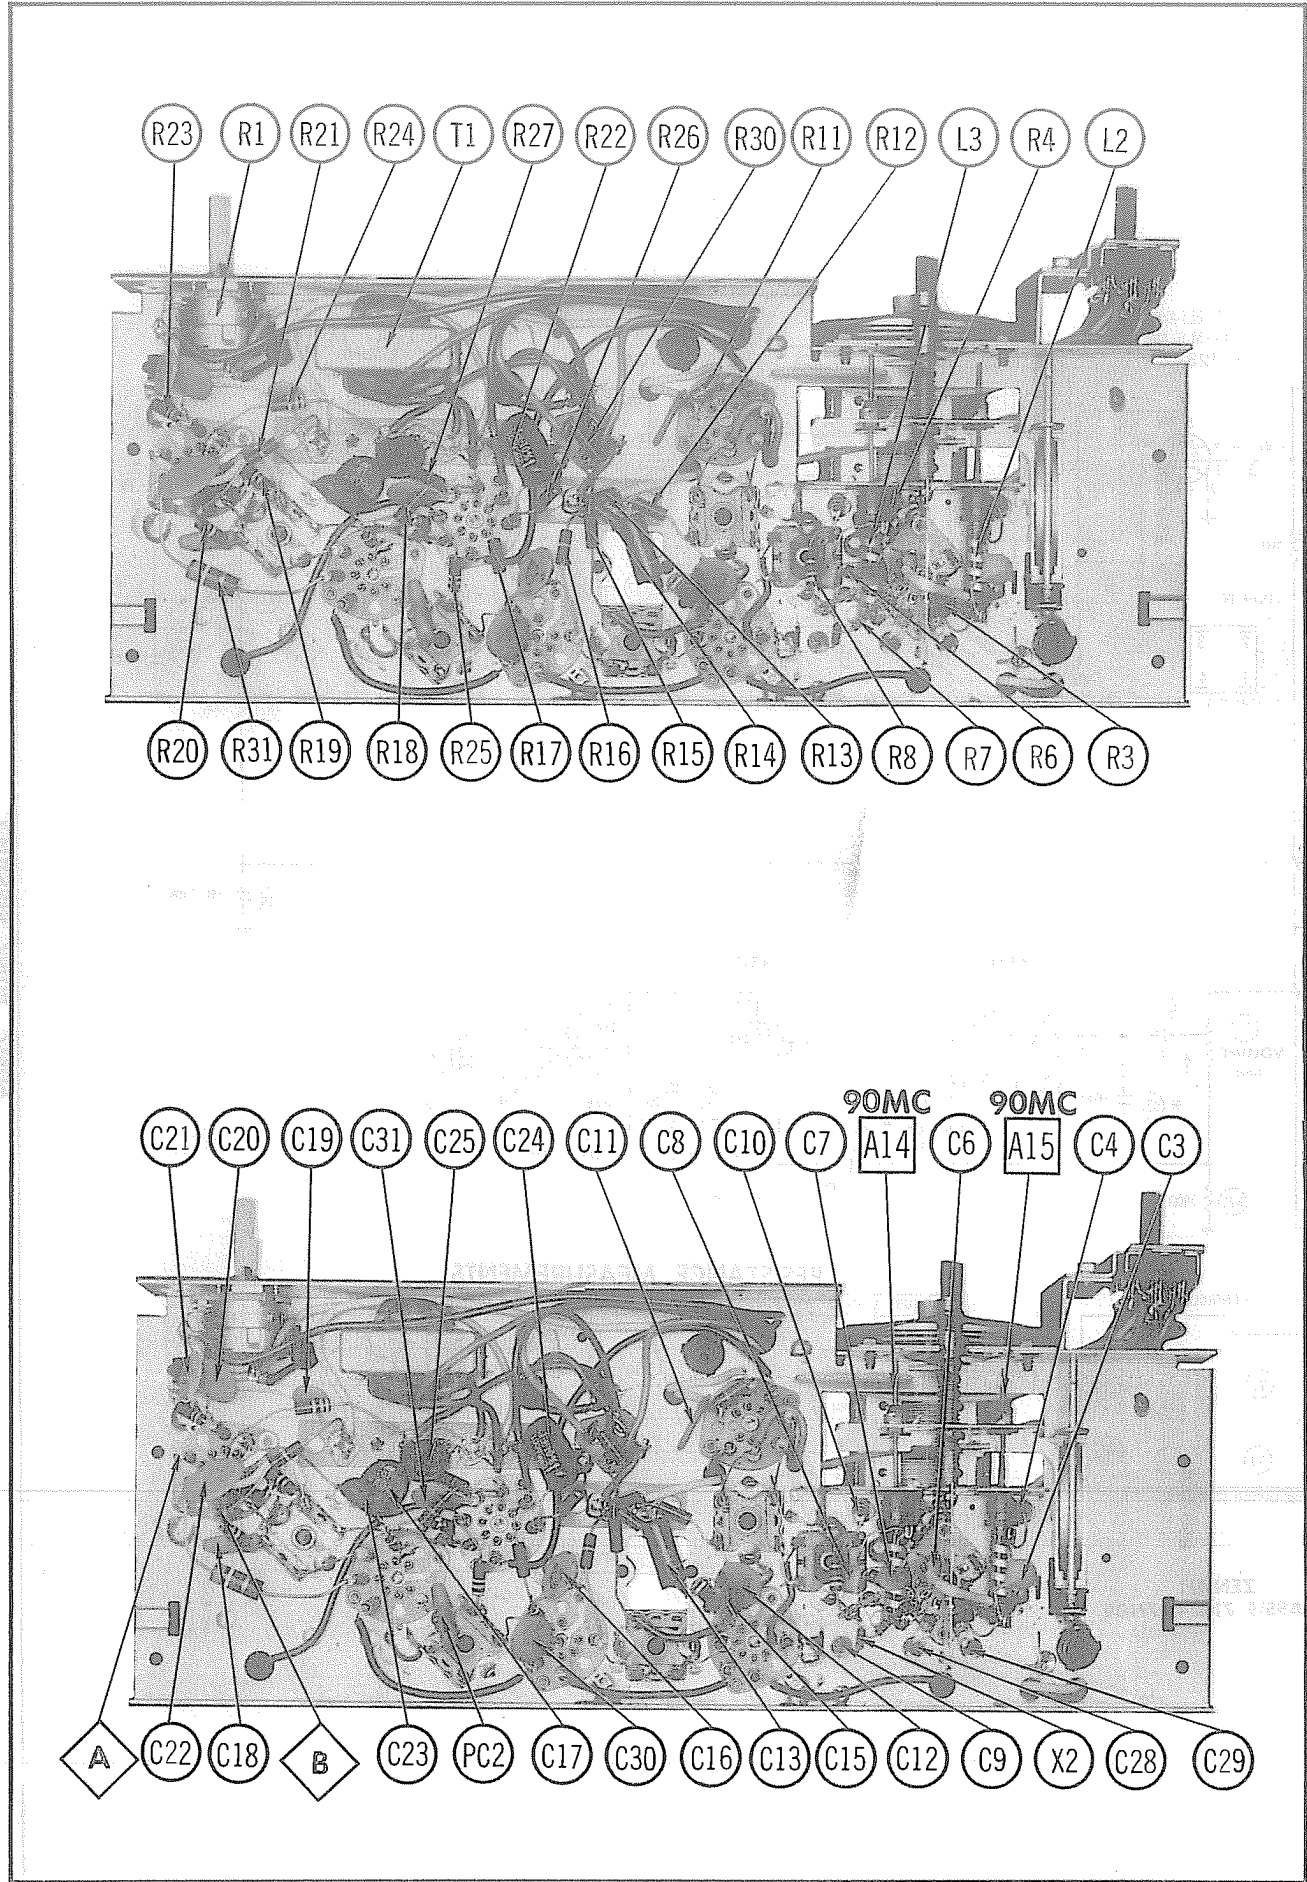 R23 R1 R21 R24 T1 R27 R22 R26 R30 R11 R12 L3 R4 L2
R20 R31 R19 R18 R25 R17 R16 R15 R14 R13 R8 R7 R6 R3
90MC 90MC
C21 C20 C19 C31 C25 C24 C11 C8 C10 C7 A14 C6 A15 C4 C3
RESISTANCE MEASUREMENTS
A C22 C18 B C23 PC2 C17 C30 C16 C13 C15 C12 C9 X2 C28 C29